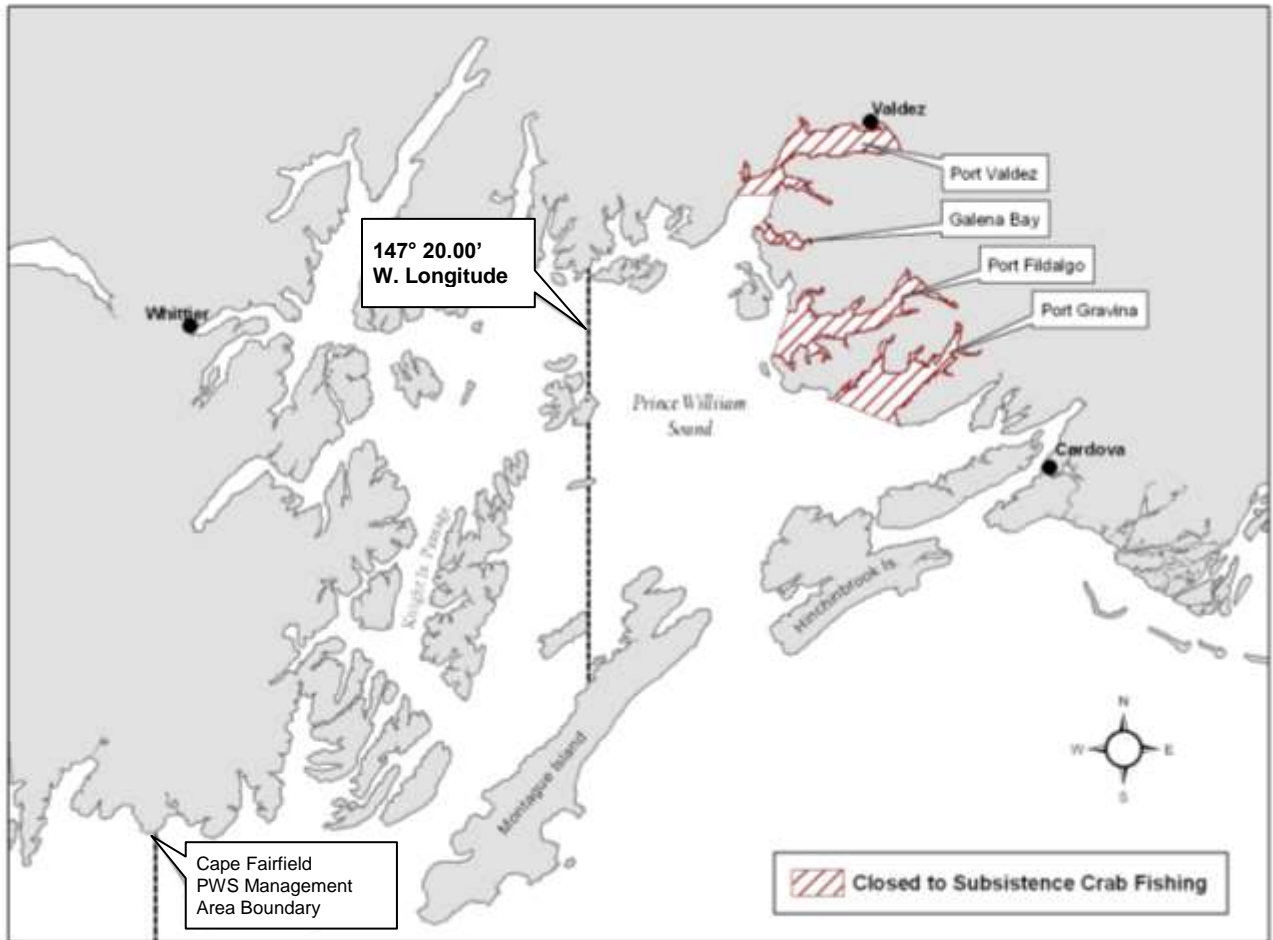 Valdez
Port Valdez
Galena Bay
147° 20.00’
W. Longitude
Port Fildalgo
Port Gravina
Whittier
Prince William
Sound
Cordova
Knight Is Passage
Hinchinbrook Is.
Montague Island
N
W
E
S
Cape Fairfield
PWS Management
Area Boundary
Closed to Subsistence Crab Fishing